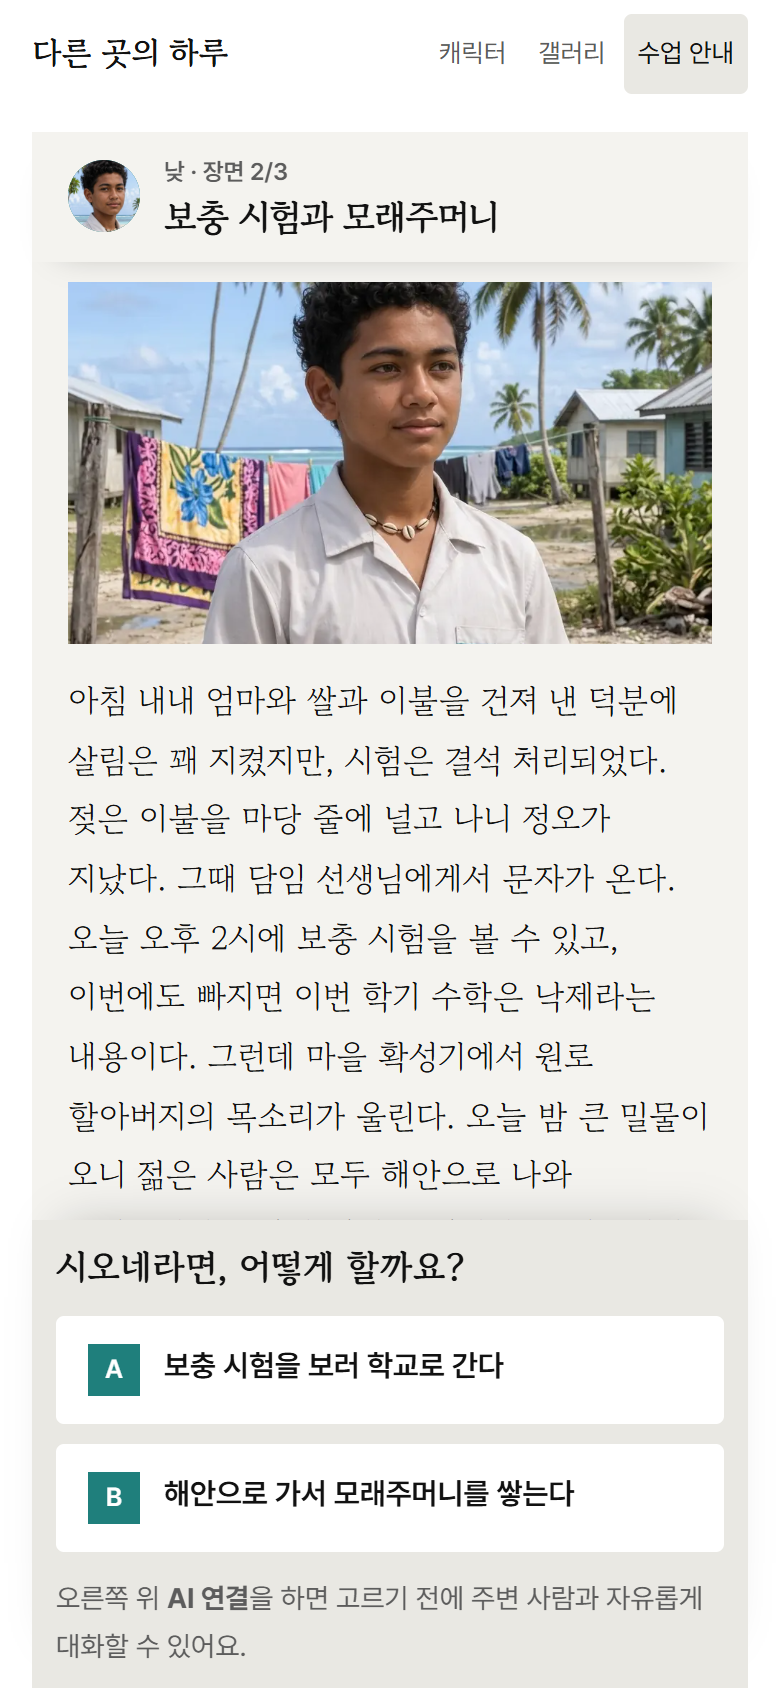 다른 곳의 하루
캐릭터 갤러리 수업 안내
낮 · 장면 2/3
보충 시험과 모래주머니
아침 내내 엄마와 쌀과 이불을 건져 낸 덕분에
살림은 꽤 지켰지만, 시험은 결석 처리되었다.
젖은 이불을 마당 줄에 널고 나니 정오가
지났다. 그때 담임 선생님에게서 문자가 온다.
오늘 오후 2시에 보충 시험을 볼 수 있고,
이번에도 빠지면 이번 학기 수학은 낙제라는
내용이다. 그런데 마을 확성기에서 원로
할아버지의 목소리가 울린다. 오늘 밤 큰 밀물이
오니 젊은 사람은 모두 해안으로 나와
시오네라면, 어떻게 할까요?
A 보충 시험을 보러 학교로 간다
B 해안으로 가서 모래주머니를 쌓는다
오른쪽 위 AI 연결을 하면 고르기 전에 주변 사람과 자유롭게
대화할 수 있어요.